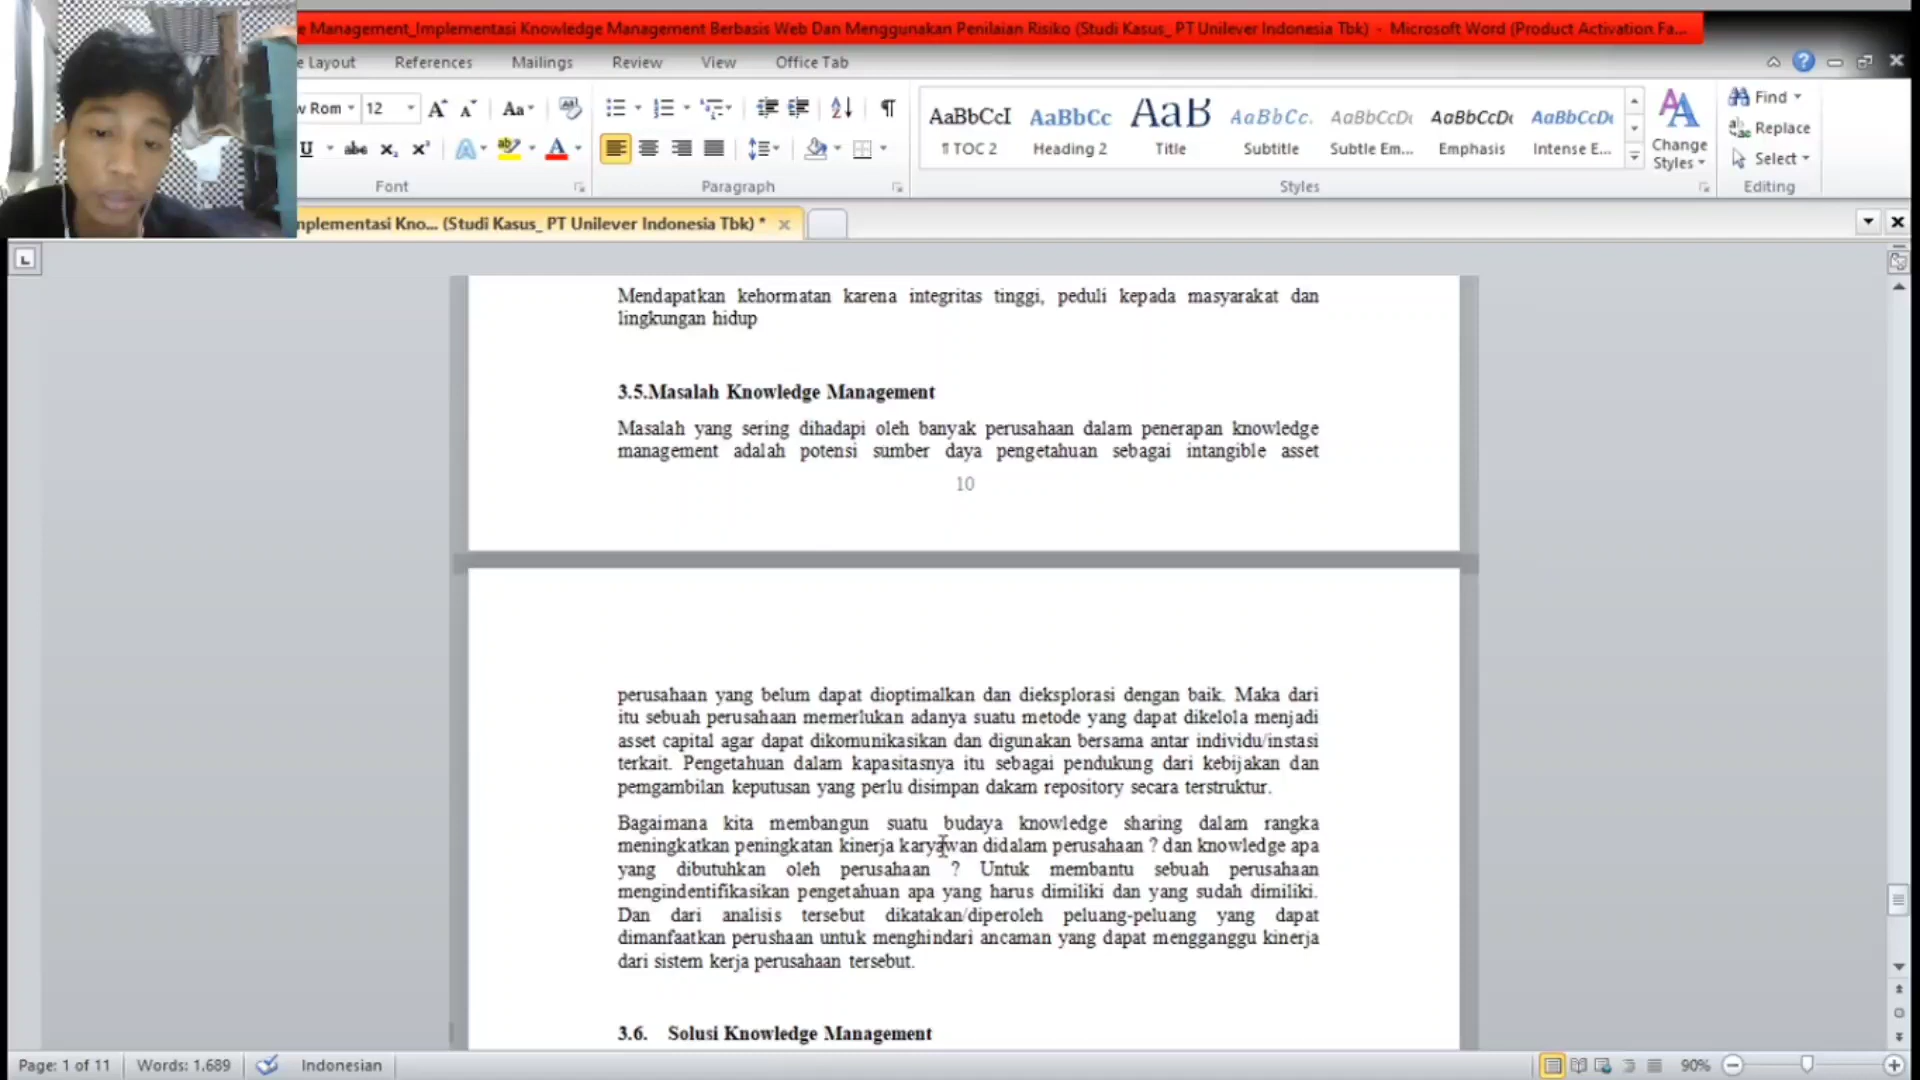 e Management_Implementasi Knowledge Management Berbasis Web Dan Menggunakan Penilaian Risiko (Studi Kasus_ PT Unilever Indonesia Tbk) - Microsoft Word (Product Activation Fa...
e Layout References Mailings Review View Office Tab
w Rom 12 Aa
AaBbCcI AaBbCc AaB AaBbCc. AaBbCcDı AaBbCcDı AaBbCcDı
¶ TOC 2 Heading 2 Title Subtitle Subtle Em... Emphasis Intense E...
Change Styles
Find
Replace
Select
Font Paragraph Styles Editing
nplementasi Kno... (Studi Kasus_ PT Unilever Indonesia Tbk) *
Mendapatkan kehormatan karena integritas tinggi, peduli kepada masyarakat dan
lingkungan hidup
3.5.Masalah Knowledge Management
Masalah yang sering dihadapi oleh banyak perusahaan dalam penerapan knowledge
management adalah potensi sumber daya pengetahuan sebagai intangible asset
10
perusahaan yang belum dapat dioptimalkan dan dieksplorasi dengan baik. Maka dari
itu sebuah perusahaan memerlukan adanya suatu metode yang dapat dikelola menjadi
asset capital agar dapat dikomunikasikan dan digunakan bersama antar individu/instasi
terkait. Pengetahuan dalam kapasitasnya itu sebagai pendukung dari kebijakan dan
pemgambilan keputusan yang perlu disimpan dakam repository secara terstruktur.
Bagaimana kita membangun suatu budaya knowledge sharing dalam rangka
meningkatkan peningkatan kinerja karyawan didalam perusahaan ? dan knowledge apa
yang dibutuhkan oleh perusahaan ? Untuk membantu sebuah perusahaan
mengindentifikasikan pengetahuan apa yang harus dimiliki dan yang sudah dimiliki.
Dan dari analisis tersebut dikatakan/diperoleh peluang-peluang yang dapat
dimanfaatkan perushaan untuk menghindari ancaman yang dapat mengganggu kinerja
dari sistem kerja perusahaan tersebut.
3.6. Solusi Knowledge Management
Page: 1 of 11 Words: 1.689 Indonesian 90%